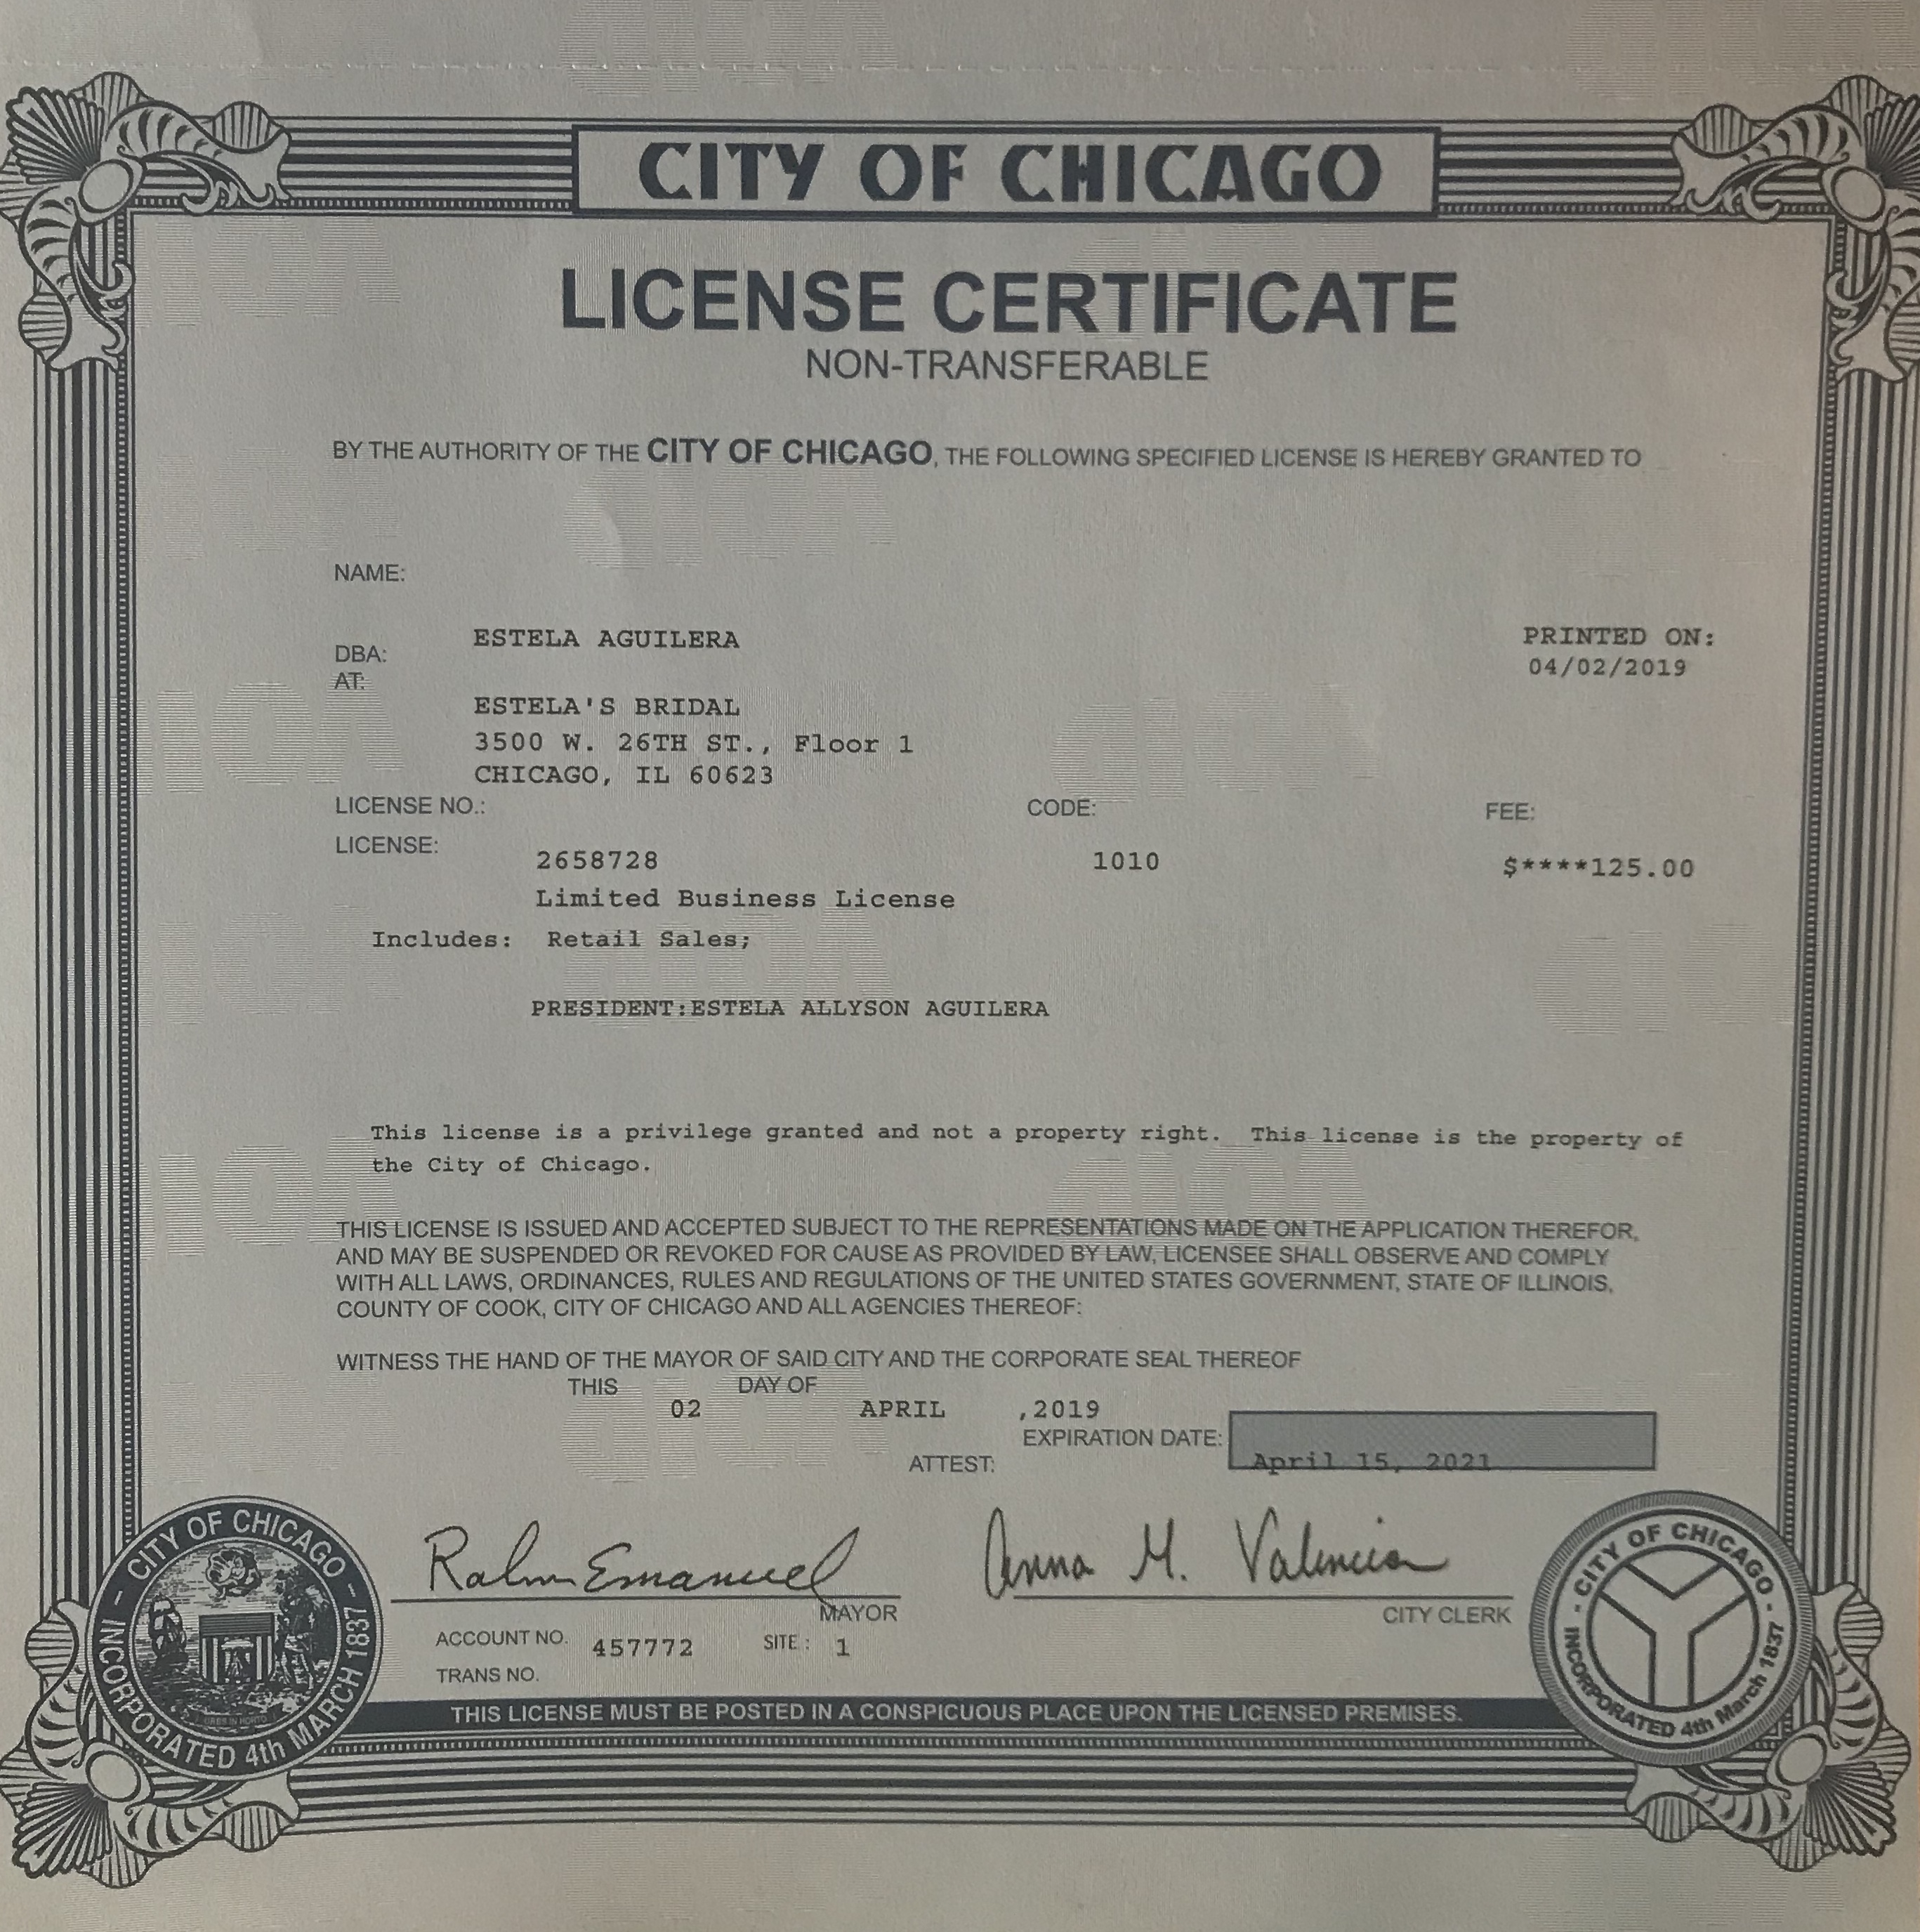 CITY OF CHICAGO
LICENSE CERTIFICATE
NON-TRANSFERABLE
BY THE AUTHORITY OF THE CITY OF CHICAGO, THE FOLLOWING SPECIFIED LICENSE IS HEREBY GRANTED TO
NAME:
ESTELA AGUILERA
PRINTED ON:
DBA:
04/02/2019
AT:
ESTELA'S BRIDAL
3500 W. 26TH ST., Floor 1
CHICAGO, IL 60623
LICENSE NO.: CODE: FEE:
LICENSE:
2658728 1010 $****125.00
Limited Business License
Includes: Retail Sales;
PRESIDENT:ESTELA ALLYSON AGUILERA
This license is a privilege granted and not a property right. This license is the property of
the City of Chicago.
THIS LICENSE IS ISSUED AND ACCEPTED SUBJECT TO THE REPRESENTATIONS MADE ON THE APPLICATION THEREFOR,
AND MAY BE SUSPENDED OR REVOKED FOR CAUSE AS PROVIDED BY LAW, LICENSEE SHALL OBSERVE AND COMPLY
WITH ALL LAWS, ORDINANCES, RULES AND REGULATIONS OF THE UNITED STATES GOVERNMENT, STATE OF ILLINOIS,
COUNTY OF COOK, CITY OF CHICAGO AND ALL AGENCIES THEREOF:
WITNESS THE HAND OF THE MAYOR OF SAID CITY AND THE CORPORATE SEAL THEREOF
THIS DAY OF
02 APRIL ,2019
EXPIRATION DATE:
April 15, 2021
ATTEST:
Rahm Emanuel
Anna M. Valencia
MAYOR
CITY CLERK
ACCOUNT NO. 457772 SITE : 1
TRANS NO.
THIS LICENSE MUST BE POSTED IN A CONSPICUOUS PLACE UPON THE LICENSED PREMISES.
CITY OF CHICAGO
INCORPORATED 4th MARCH 1837
URBS IN HORTO
- CITY OF CHICAGO -
INCORPORATED 4th March 1837